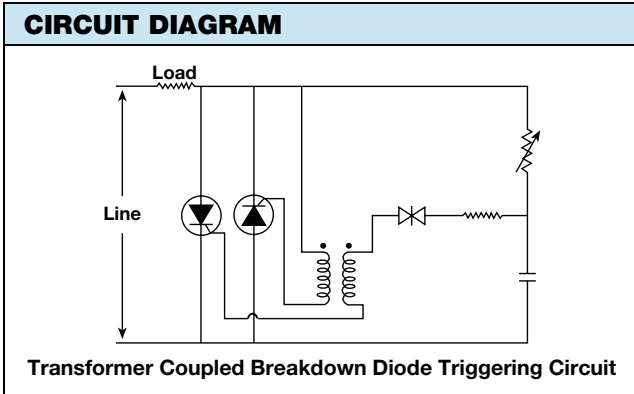 CIRCUIT DIAGRAM
Load
Line
Transformer Coupled Breakdown Diode Triggering Circuit